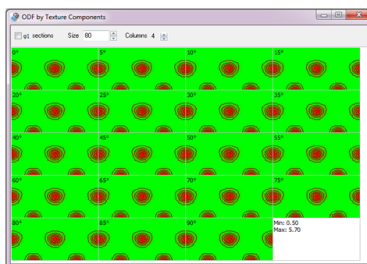 ODF by Texture Components
φ1 sections Size 80 Columns 4
0° 5° 10° 15°
20° 25° 30° 35°
40° 45° 50° 55°
60° 65° 70° 75°
80° 85° 90° Min: 0.50
Max: 5.70